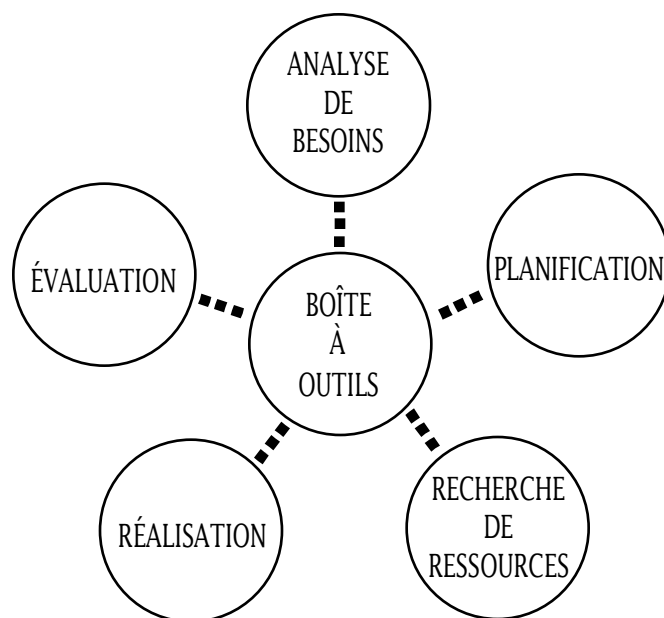 ANALYSE
DE
BESOINS
PLANIFICATION
ÉVALUATION
BOÎTE
À
OUTILS
RECHERCHE
DE
RESSOURCES
RÉALISATION